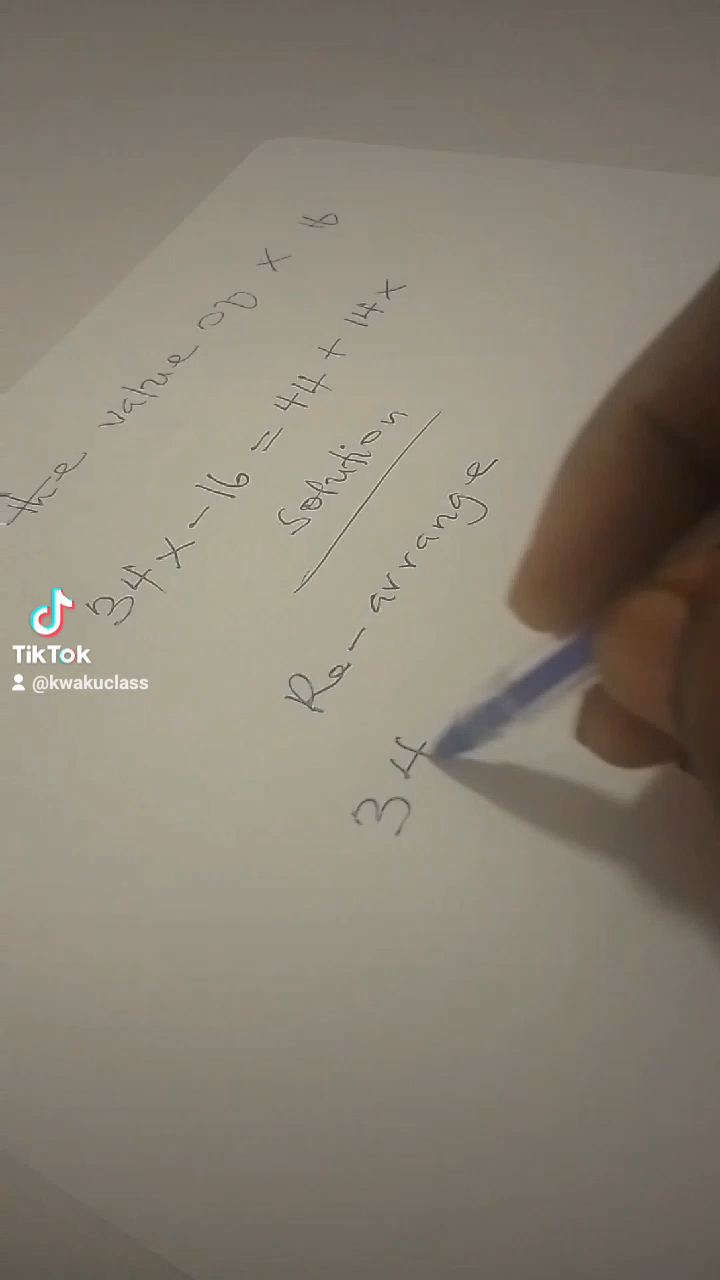 the value of x if
34x - 16 = 44 + 14x
Solution
Re-arrange
34
TikTok
@kwakuclass